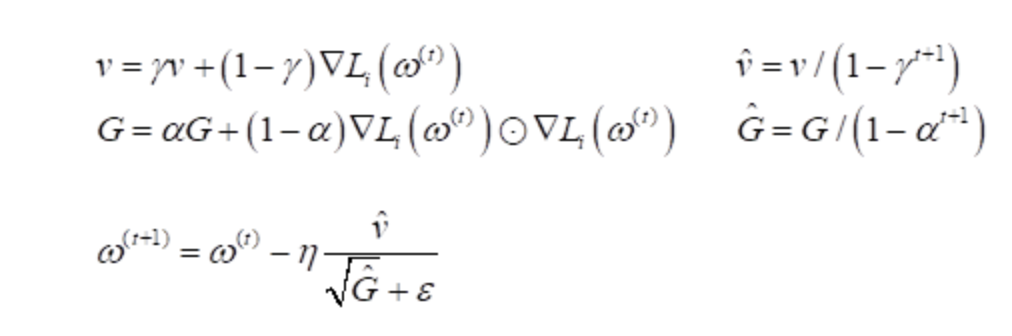 v = γv + (1 − γ)∇L_i(ω^(t))    v̂ = v / (1 − γ^(t+1))
G = αG + (1 − α)∇L_i(ω^(t)) ⊙ ∇L_i(ω^(t))    Ĝ = G / (1 − α^(t+1))
ω^((t+1)) = ω^((t)) − η v̂ / (√Ĝ + ε)